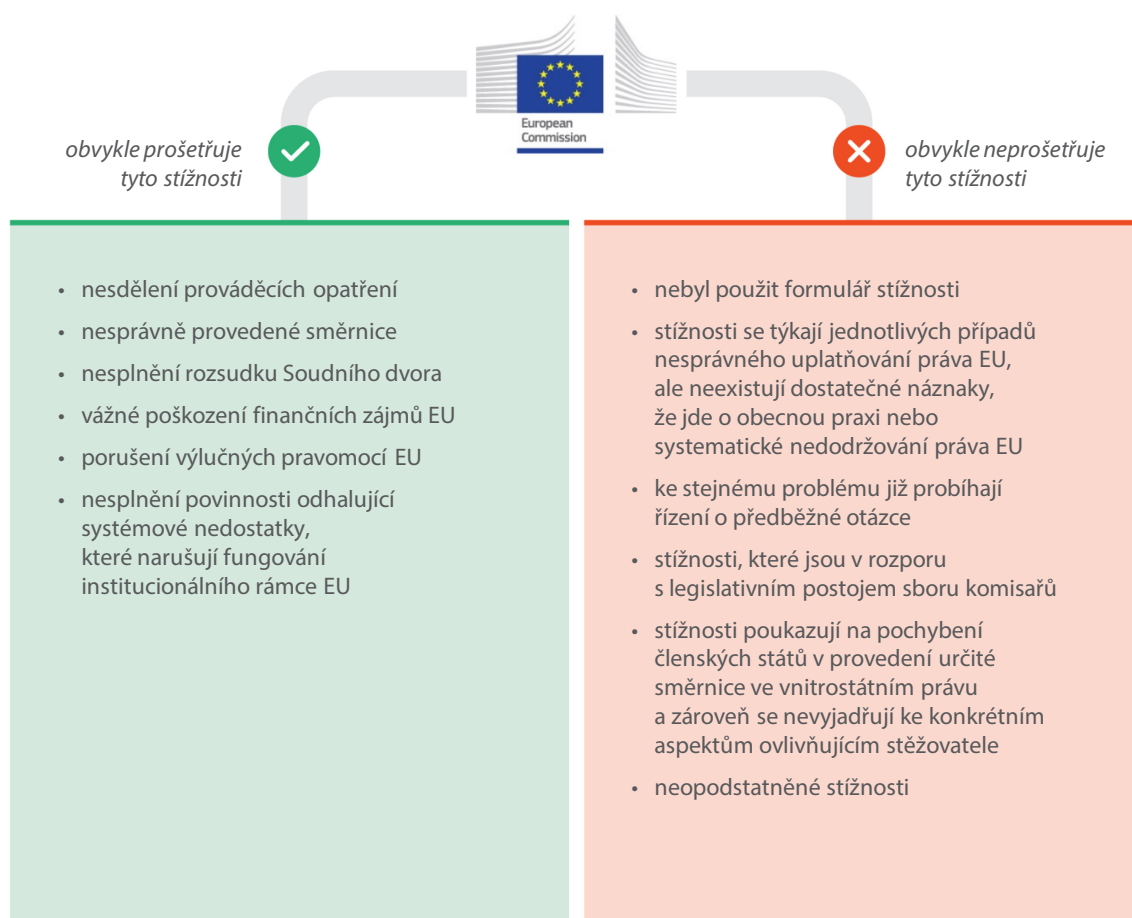 European
Commission
obvykle prošetřuje
tyto stížnosti
obvykle neprošetřuje
tyto stížnosti
• nesdělení prováděcích opatření
• nesprávně provedené směrnice
• nesplnění rozsudku Soudního dvora
• vážné poškození finančních zájmů EU
• porušení výlučných pravomocí EU
• nesplnění povinnosti odhalující
systémové nedostatky,
které narušují fungování
institucionálního rámce EU
• nebyl použit formulář stížnosti
• stížnosti se týkají jednotlivých případů
nesprávného uplatňování práva EU,
ale neexistují dostatečné náznaky,
že jde o obecnou praxi nebo
systematické nedodržování práva EU
• ke stejnému problému již probíhají
řízení o předběžné otázce
• stížnosti, které jsou v rozporu
s legislativním postojem sboru komisařů
• stížnosti poukazují na pochybení
členských států v provedení určité
směrnice ve vnitrostátním právu
a zároveň se nevyjadřují ke konkrétním
aspektům ovlivňujícím stěžovatele
• neopodstatněné stížnosti